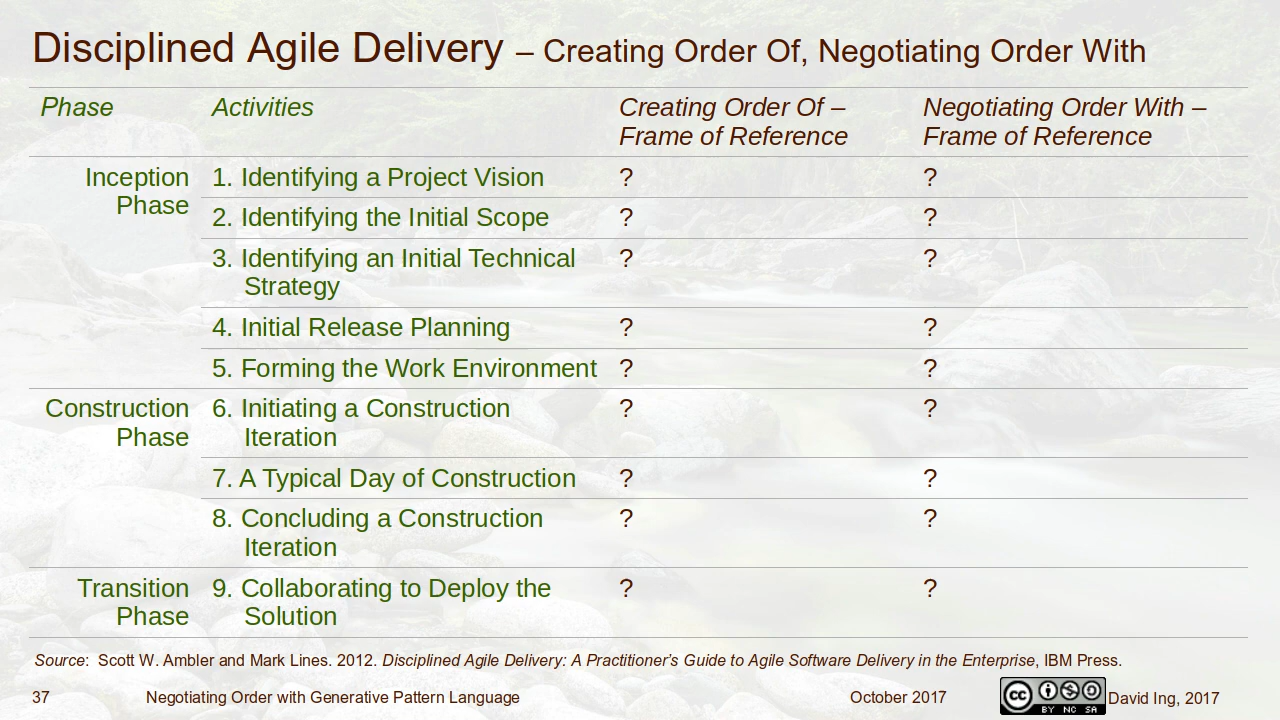 Disciplined Agile Delivery – Creating Order Of, Negotiating Order With
Phase
Activities
Creating Order Of –
Frame of Reference
Negotiating Order With –
Frame of Reference
Inception
Phase
1. Identifying a Project Vision
?
?
2. Identifying the Initial Scope
?
?
3. Identifying an Initial Technical
Strategy
?
?
4. Initial Release Planning
?
?
5. Forming the Work Environment
?
?
Construction
Phase
6. Initiating a Construction
Iteration
?
?
7. A Typical Day of Construction
?
?
8. Concluding a Construction
Iteration
?
?
Transition
Phase
9. Collaborating to Deploy the
Solution
?
?
Source: Scott W. Ambler and Mark Lines. 2012. Disciplined Agile Delivery: A Practitioner’s Guide to Agile Software Delivery in the Enterprise, IBM Press.
37
Negotiating Order with Generative Pattern Language
October 2017
cc
BY NC SA
David Ing, 2017